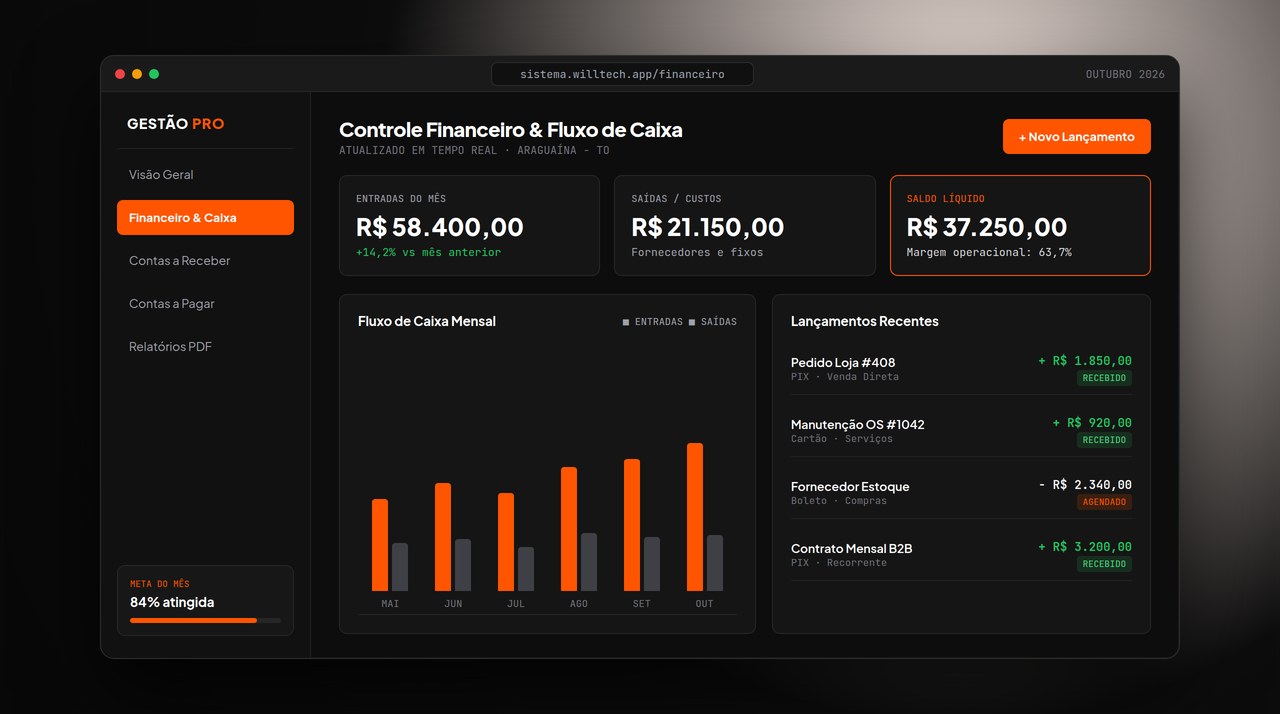 sistema.willtech.app/financeiro
OUTUBRO 2026
GESTÃO PRO
Visão Geral
Financeiro & Caixa
Contas a Receber
Contas a Pagar
Relatórios PDF
META DO MÊS
84% atingida
Controle Financeiro & Fluxo de Caixa
ATUALIZADO EM TEMPO REAL · ARAGUAÍNA - TO
+ Novo Lançamento
ENTRADAS DO MÊS
R$ 58.400,00
+14,2% vs mês anterior
SAÍDAS / CUSTOS
R$ 21.150,00
Fornecedores e fixos
SALDO LÍQUIDO
R$ 37.250,00
Margem operacional: 63,7%
Fluxo de Caixa Mensal
■ ENTRADAS ■ SAÍDAS
MAI JUN JUL AGO SET OUT
Lançamentos Recentes
Pedido Loja #408
+ R$ 1.850,00
PIX · Venda Direta
RECEBIDO
Manutenção OS #1042
+ R$ 920,00
Cartão · Serviços
RECEBIDO
Fornecedor Estoque
- R$ 2.340,00
Boleto · Compras
AGENDADO
Contrato Mensal B2B
+ R$ 3.200,00
PIX · Recorrente
RECEBIDO